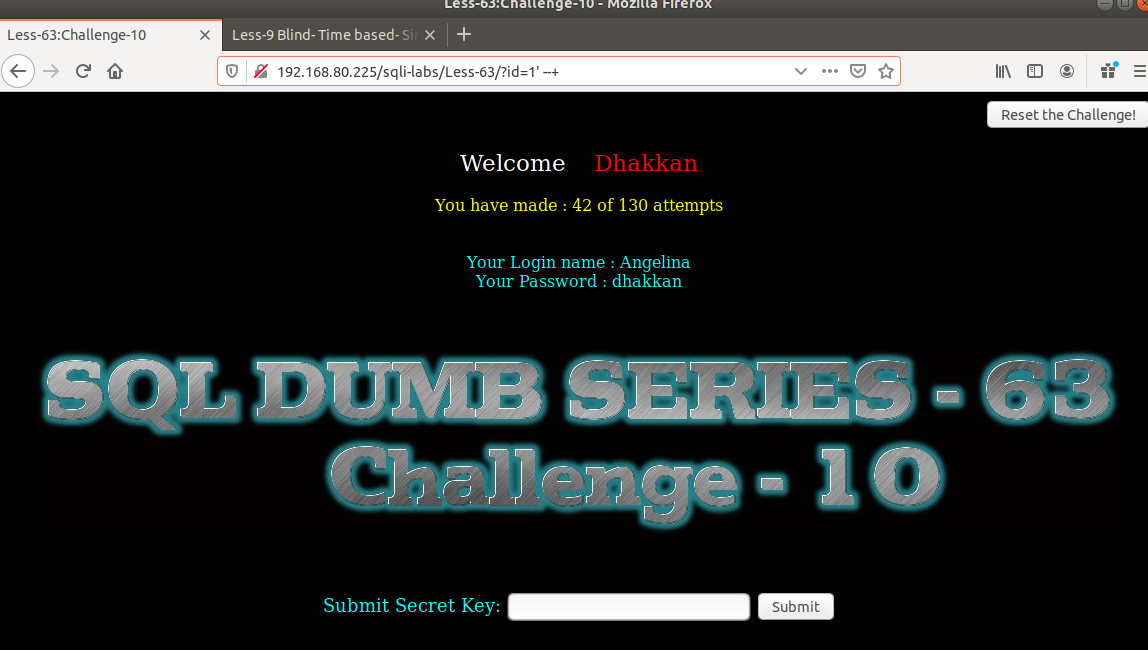 Less-63:Challenge-10 - Mozilla Firefox
Less-63:Challenge-10
Less-9 Blind- Time based- Sin
192.168.80.225/sqli-labs/Less-63/?id=1' --+
Reset the Challenge!
Welcome Dhakkan
You have made : 42 of 130 attempts
Your Login name : Angelina
Your Password : dhakkan
SQL DUMB SERIES - 63
Challenge - 10
Submit Secret Key:
Submit